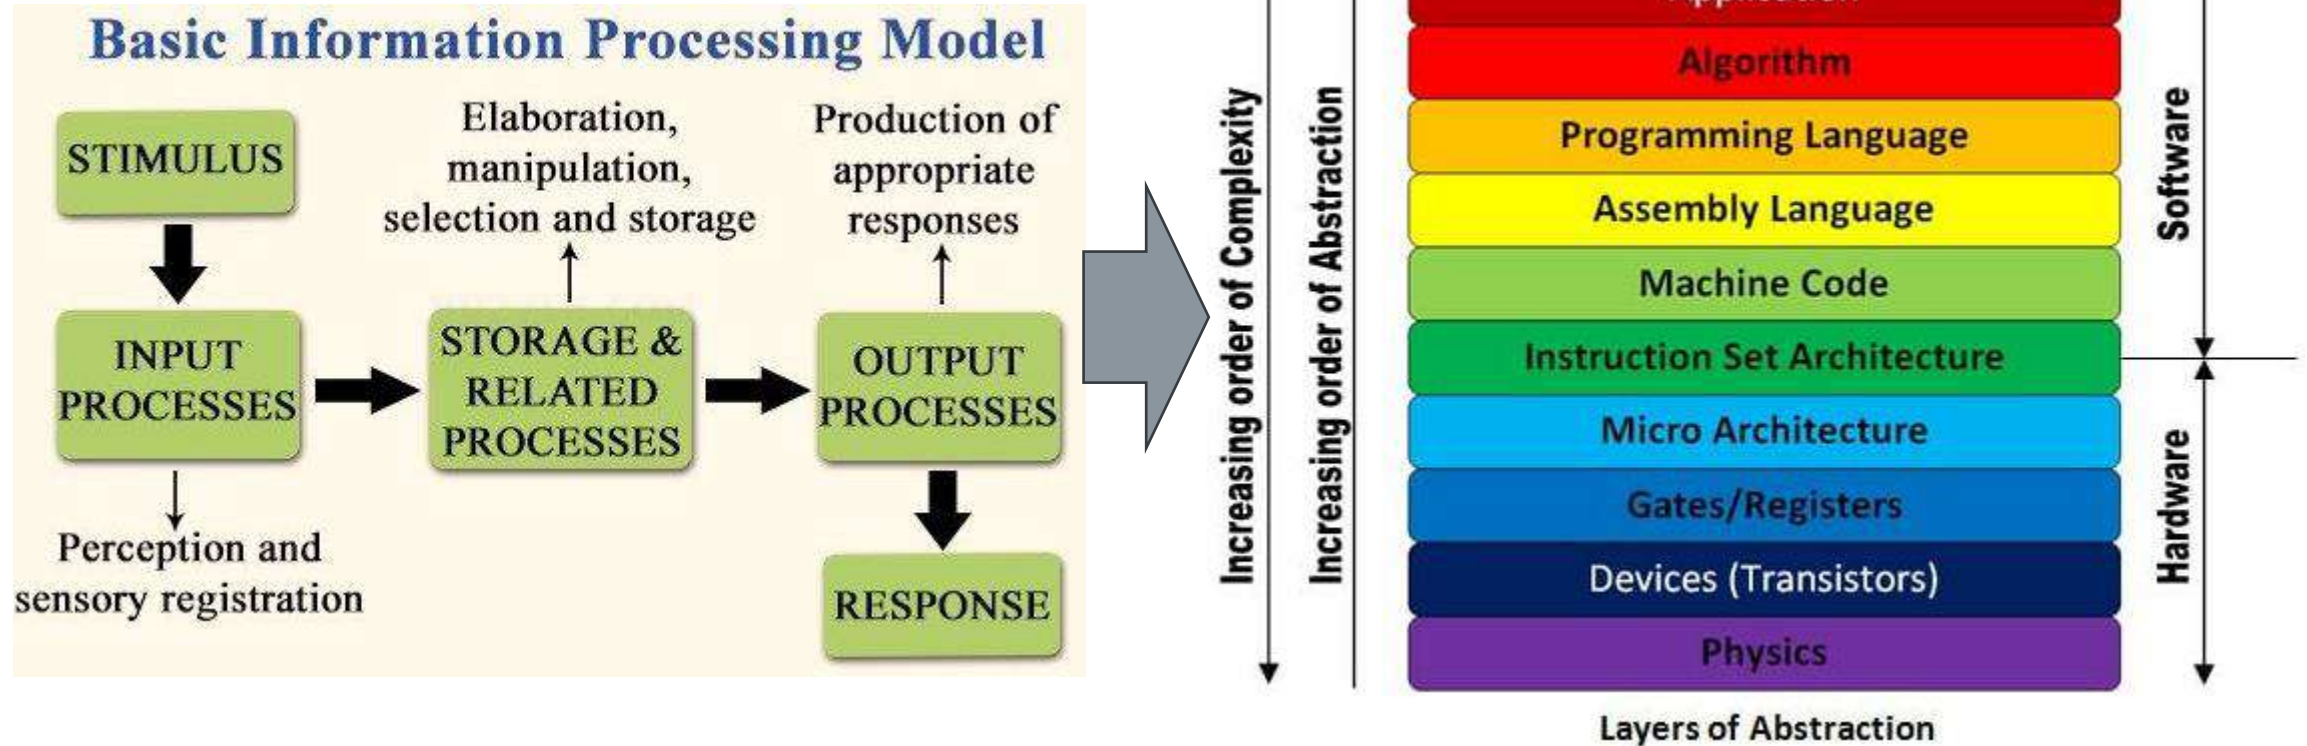 Basic Information Processing Model
STIMULUS
Elaboration,
manipulation,
selection and storage
Production of
appropriate
responses
INPUT
PROCESSES
STORAGE &
RELATED
PROCESSES
OUTPUT
PROCESSES
Perception and
sensory registration
RESPONSE
Increasing order of Complexity
Increasing order of Abstraction
Application
Algorithm
Programming Language
Assembly Language
Machine Code
Instruction Set Architecture
Micro Architecture
Gates/Registers
Devices (Transistors)
Physics
Software
Hardware
Layers of Abstraction